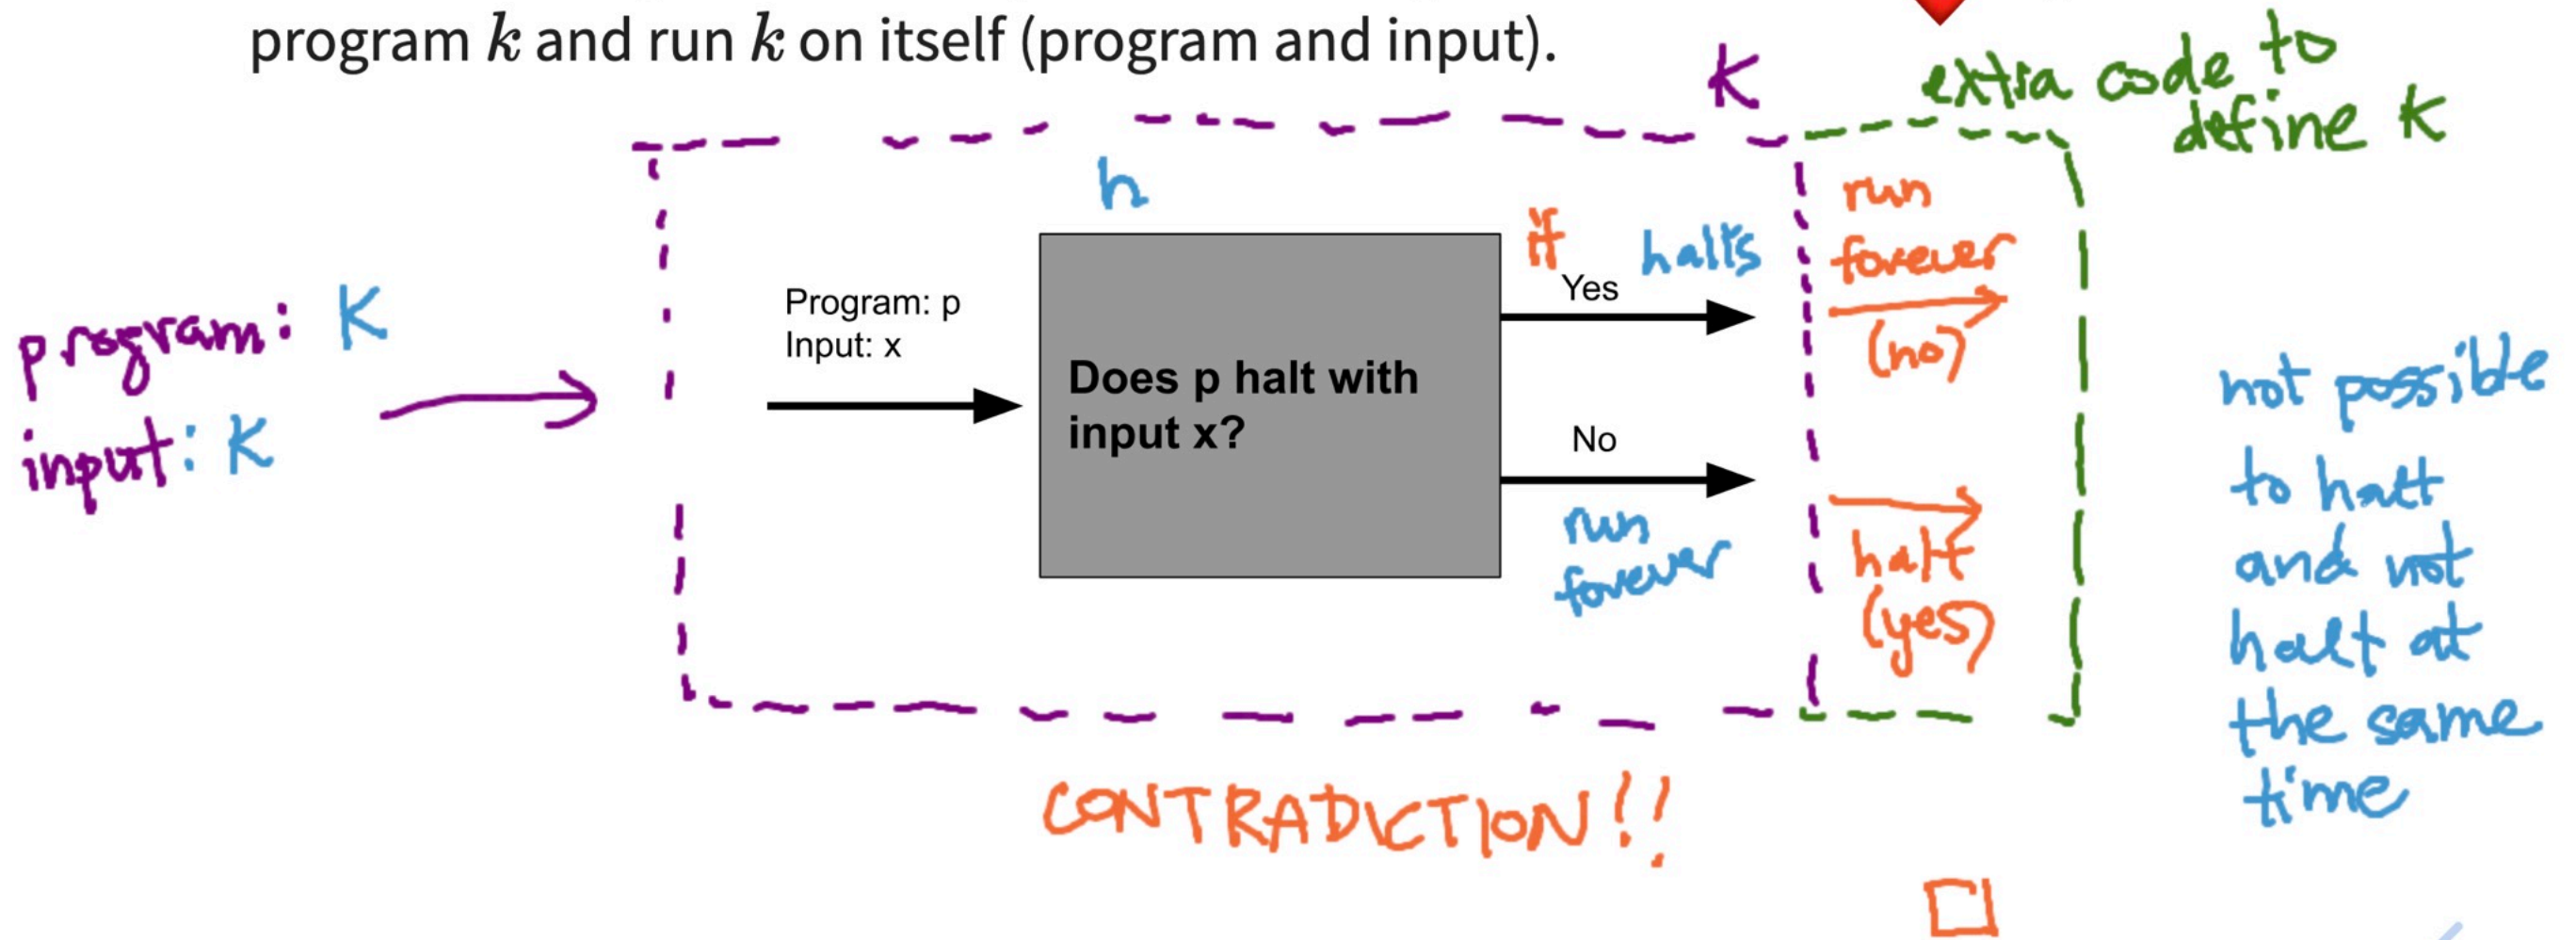 program k and run k on itself (program and input).
K
extra code to
define K
h
if halts
run
forever
(no)
Yes
Program: p
Input: x
program: K
input: K
Does p halt with
input x?
No
run
forever
halt
(yes)
not possible
to halt
and not
halt at
the same
time
CONTRADICTION!!